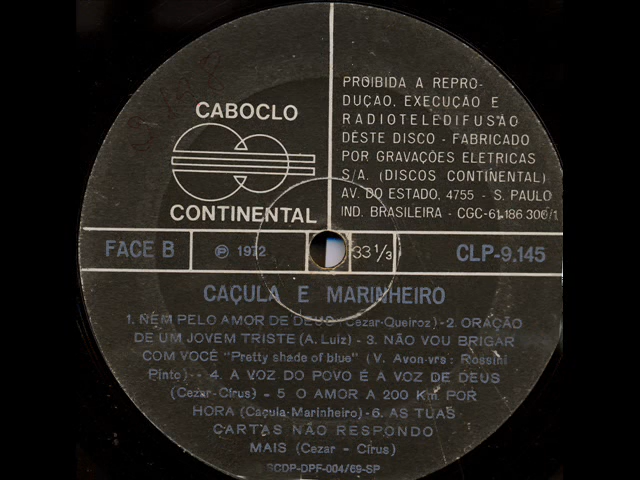 CABOCLO
CONTINENTAL
PROIBIDA A REPRO-
DUÇAO, EXECUÇÃO E
RADIOTELEDIFUSÃO
DÊSTE DISCO - FABRICADO
POR GRAVAÇÕES ELETRICAS
S/A. (DISCOS CONTINENTAL)
AV. DO ESTADO, 4755 - S. PAULO
IND. BRASILEIRA - CGC-61.186.300/1
FACE B
℗ 1972
33 1/3
CLP-9.145
CAÇULA E MARINHEIRO
1. NEM PELO AMOR DE DEUS (Cezar-Queiroz) - 2. ORAÇÃO
DE UM JOVEM TRISTE (A. Luiz) - 3. NÃO VOU BRIGAR
COM VOCÊ "Pretty shade of blue" (V. Avon-vrs: Rossini
Pinto) - 4. A VOZ DO POVO É A VOZ DE DEUS
(Cezar-Círus) - 5 O AMOR A 200 Km. POR
HORA (Caçula-Marinheiro) - 6. AS TUAS
CARTAS NÃO RESPONDO
MAIS (Cezar - Círus)
SCDP-DPF-004/69-SP